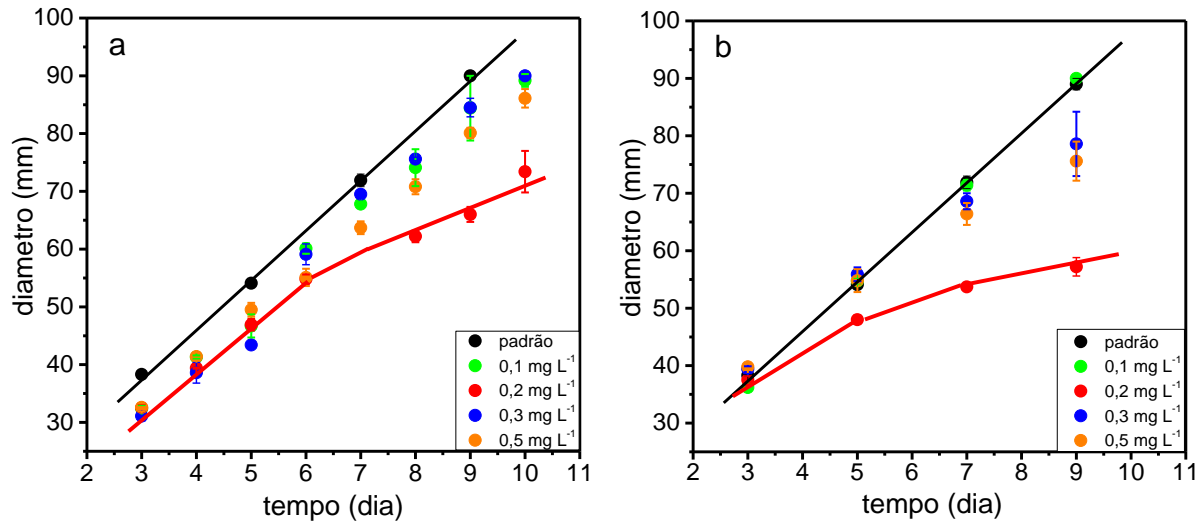 a
100
90
80
70
60
50
40
30
diametro (mm)
2 3 4 5 6 7 8 9 10 11
tempo (dia)
padrão
0,1 mg L⁻¹
0,2 mg L⁻¹
0,3 mg L⁻¹
0,5 mg L⁻¹
b
100
90
80
70
60
50
40
30
diametro (mm)
2 3 4 5 6 7 8 9 10 11
tempo (dia)
padrão
0,1 mg L⁻¹
0,2 mg L⁻¹
0,3 mg L⁻¹
0,5 mg L⁻¹